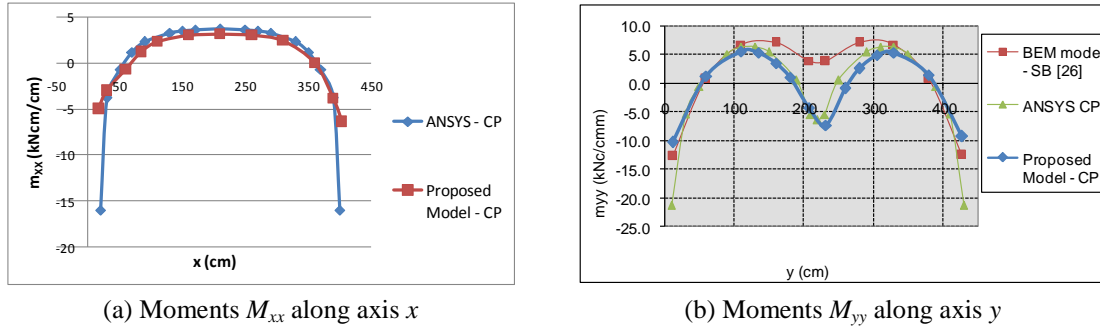 5
0
-50
50
150
250
350
450
-5
-10
-15
-20
m_xx (kNcm/cm)
x (cm)
ANSYS - CP
Proposed
Model - CP
(a) Moments M_xx along axis x
10.0
5.0
0.0
-5.0
-10.0
-15.0
-20.0
-25.0
0
100
200
300
400
myy (kNc/cmm)
y (cm)
BEM mode
- SB [26]
ANSYS CP
Proposed
Model - CP
(b) Moments M_yy along axis y